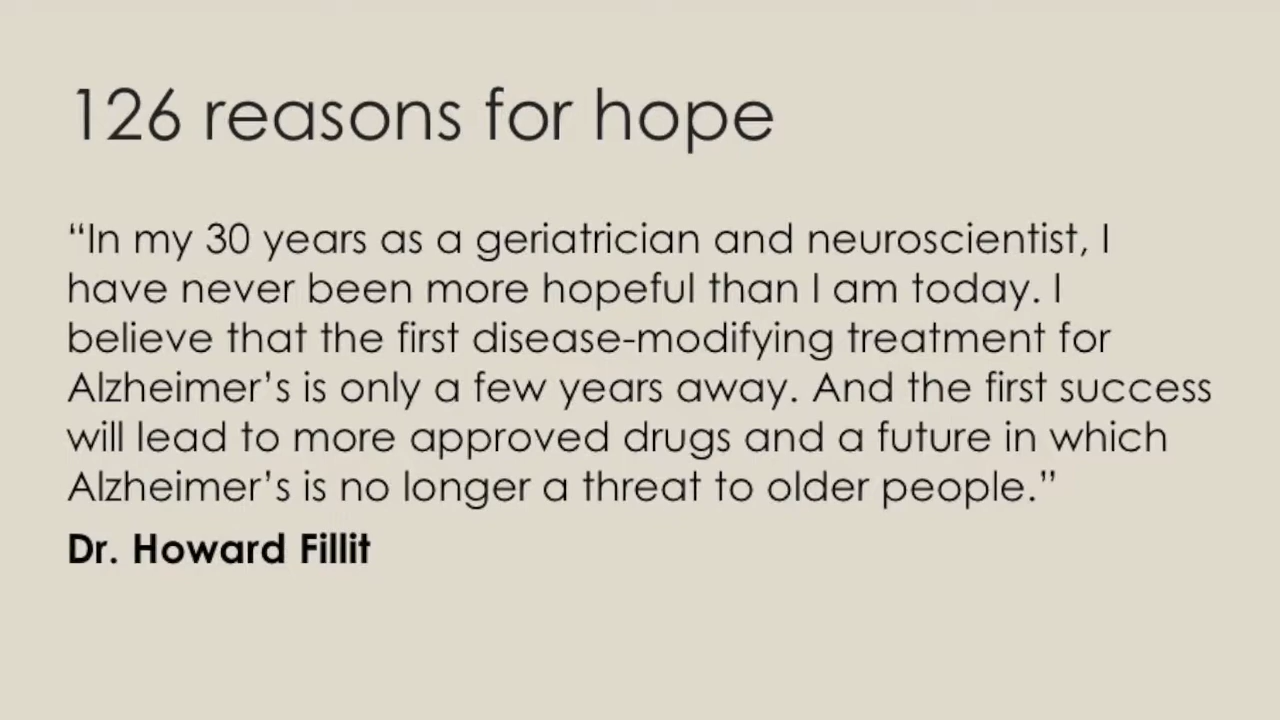 126 reasons for hope
“In my 30 years as a geriatrician and neuroscientist, I
have never been more hopeful than I am today. I
believe that the first disease-modifying treatment for
Alzheimer’s is only a few years away. And the first success
will lead to more approved drugs and a future in which
Alzheimer’s is no longer a threat to older people.”
Dr. Howard Fillit